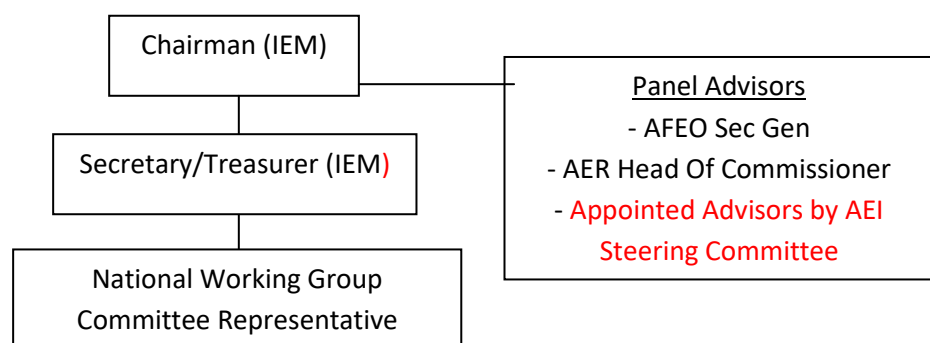 Chairman (IEM)
Secretary/Treasurer (IEM)
National Working Group
Committee Representative
Panel Advisors
- AFEO Sec Gen
- AER Head Of Commissioner
- Appointed Advisors by AEI
Steering Committee